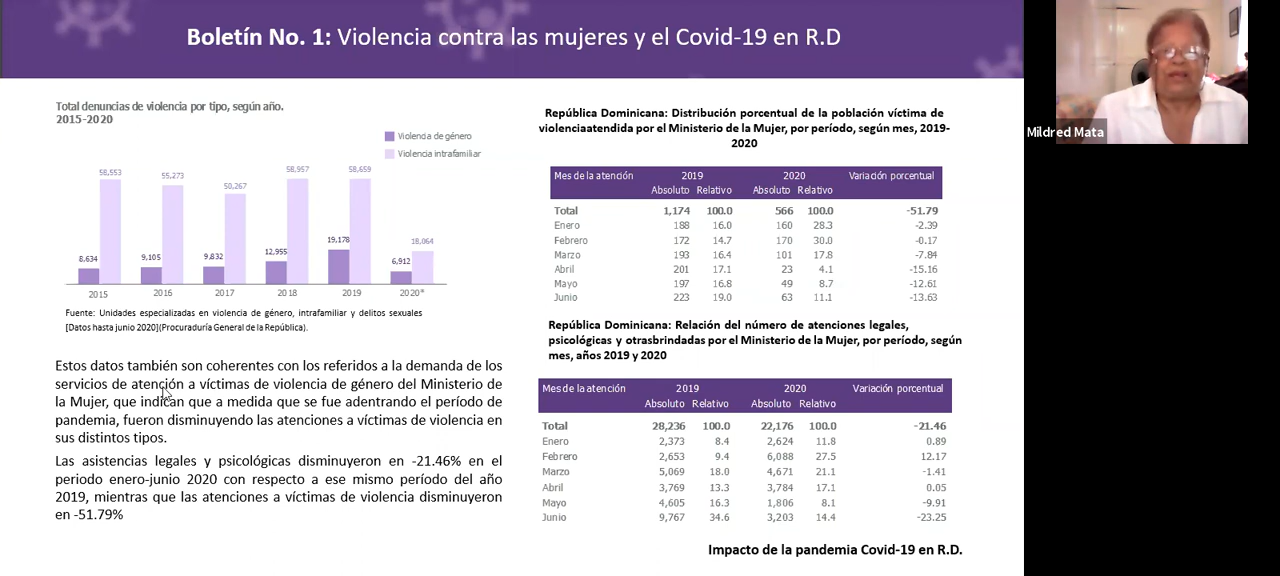 Boletín No. 1: Violencia contra las mujeres y el Covid-19 en R.D
Total denuncias de violencia por tipo, según año.
2015-2020
Violencia de género
Violencia intrafamiliar
58,553
55,273
50,267
58,957
58,659
18,064
8,634
9,105
9,832
12,955
19,178
6,912
2015 2016 2017 2018 2019 2020*
Fuente: Unidades especializadas en violencia de género, intrafamiliar y delitos sexuales
[Datos hasta junio 2020](Procuraduría General de la República).
Estos datos también son coherentes con los referidos a la demanda de los
servicios de atención a víctimas de violencia de género del Ministerio de
la Mujer, que indican que a medida que se fue adentrando el período de
pandemia, fueron disminuyendo las atenciones a víctimas de violencia en
sus distintos tipos.
Las asistencias legales y psicológicas disminuyeron en -21.46% en el
periodo enero-junio 2020 con respecto a ese mismo período del año
2019, mientras que las atenciones a víctimas de violencia disminuyeron
en -51.79%
República Dominicana: Distribución porcentual de la población víctima de
violenciaatendida por el Ministerio de la Mujer, por período, según mes, 2019-
2020
Mes de la atención 2019 2020 Variación porcentual
Absoluto Relativo Absoluto Relativo
Total 1,174 100.0 566 100.0 -51.79
Enero 188 16.0 160 28.3 -2.39
Febrero 172 14.7 170 30.0 -0.17
Marzo 193 16.4 101 17.8 -7.84
Abril 201 17.1 23 4.1 -15.16
Mayo 197 16.8 49 8.7 -12.61
Junio 223 19.0 63 11.1 -13.63
República Dominicana: Relación del número de atenciones legales,
psicológicas y otrasbrindadas por el Ministerio de la Mujer, por período, según
mes, años 2019 y 2020
Mes de la atención 2019 2020 Variación porcentual
Absoluto Relativo Absoluto Relativo
Total 28,236 100.0 22,176 100.0 -21.46
Enero 2,373 8.4 2,624 11.8 0.89
Febrero 2,653 9.4 6,088 27.5 12.17
Marzo 5,069 18.0 4,671 21.1 -1.41
Abril 3,769 13.3 3,784 17.1 0.05
Mayo 4,605 16.3 1,806 8.1 -9.91
Junio 9,767 34.6 3,203 14.4 -23.25
Impacto de la pandemia Covid-19 en R.D.
Mildred Mata